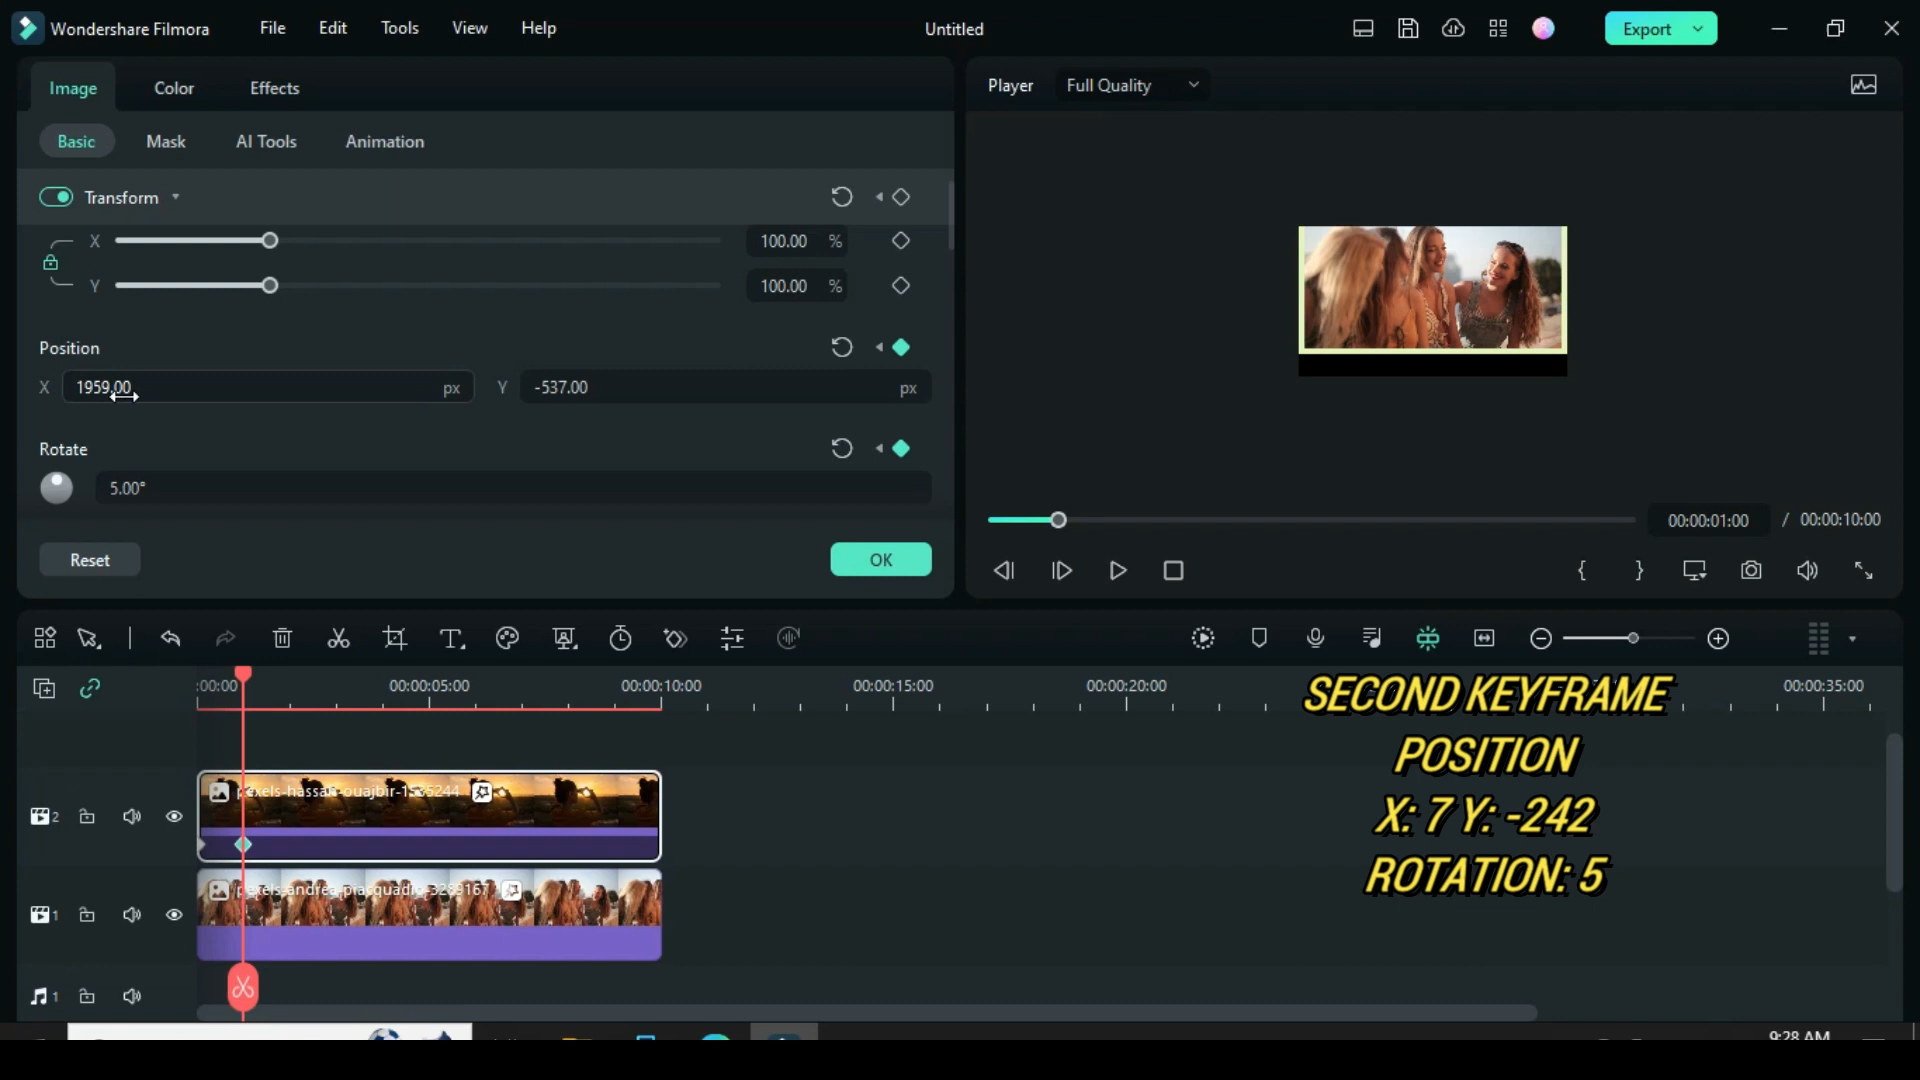 Wondershare Filmora File Edit Tools View Help Untitled Export
Image Color Effects
Player Full Quality
Basic Mask AI Tools Animation
Transform
X 100.00 %
Y 100.00 %
Position
X 1959.00 px Y -537.00 px
Rotate
5.00°
Reset OK
00:00:01:00 / 00:00:10:00
{ }
:00:00 00:00:05:00 00:00:10:00 00:00:15:00 00:00:20:00 00:00:35:00
SECOND KEYFRAME
POSITION
X: 7 Y: -242
ROTATION: 5
pexels-hassan-ouajbir-1535244
2
pexels-andrea-piacquadio-3289167
1
1
9:28 AM